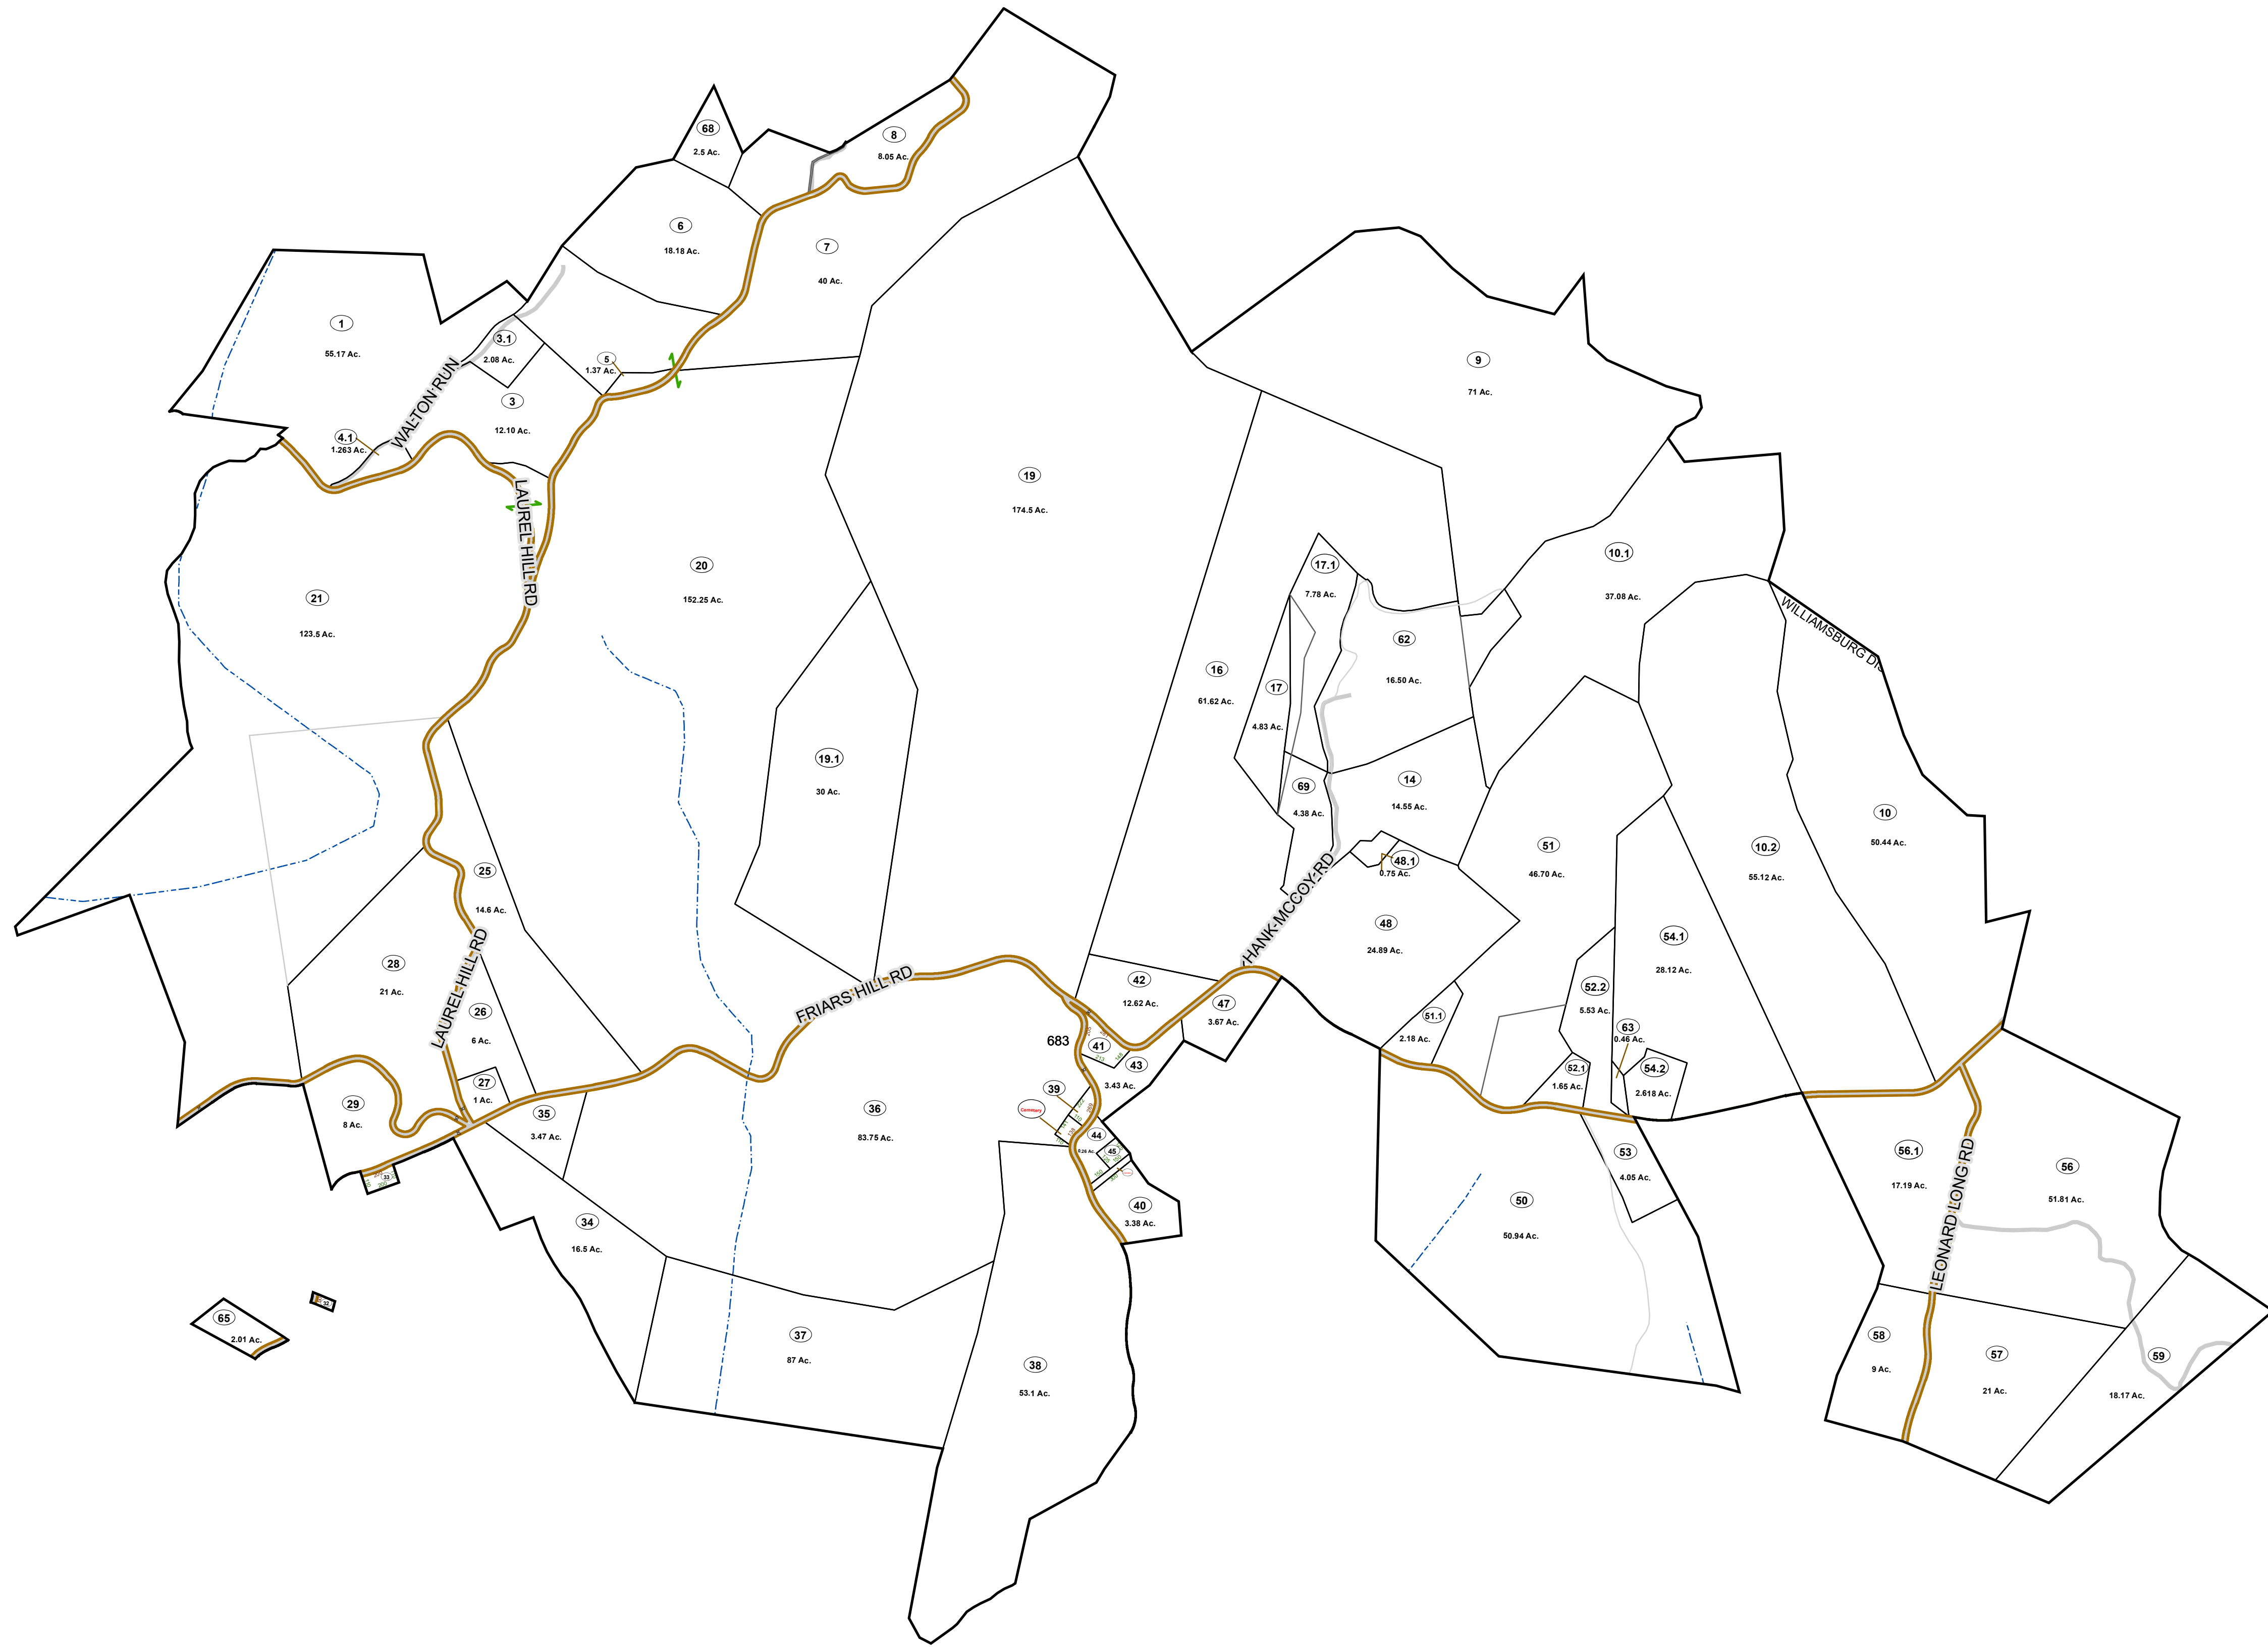 68
2.5 Ac.
8
8.05 Ac.
6
18.18 Ac.
7
40 Ac.
1
55.17 Ac.
3.1
2.08 Ac.
5
1.37 Ac.
9
71 Ac.
WALTON RUN
3
12.10 Ac.
4.1
1.263 Ac.
19
174.5 Ac.
LAUREL HILL RD
10.1
37.08 Ac.
17.1
7.78 Ac.
20
152.25 Ac.
21
123.5 Ac.
WILLIAMSBURG DIS
62
16.50 Ac.
16
61.62 Ac.
17
4.83 Ac.
19.1
30 Ac.
69
4.38 Ac.
14
14.55 Ac.
10
50.44 Ac.
51
46.70 Ac.
10.2
55.12 Ac.
48.1
0.75 Ac.
25
14.6 Ac.
HANK MCCOY RD
48
24.89 Ac.
54.1
28.12 Ac.
28
21 Ac.
LAUREL HILL RD
FRIARS HILL RD
42
12.62 Ac.
47
3.67 Ac.
52.2
5.53 Ac.
26
6 Ac.
51.1
2.18 Ac.
63
0.46 Ac.
683
41
43
3.43 Ac.
52.1
1.65 Ac.
54.2
2.618 Ac.
27
1 Ac.
29
8 Ac.
35
3.47 Ac.
36
83.75 Ac.
39
Cemetary
44
0.26 Ac.
45
53
4.05 Ac.
56.1
17.19 Ac.
56
51.81 Ac.
33
40
3.38 Ac.
50
50.94 Ac.
34
16.5 Ac.
LEONARD LONG RD
32
65
2.01 Ac.
37
87 Ac.
38
53.1 Ac.
58
9 Ac.
57
21 Ac.
59
18.17 Ac.